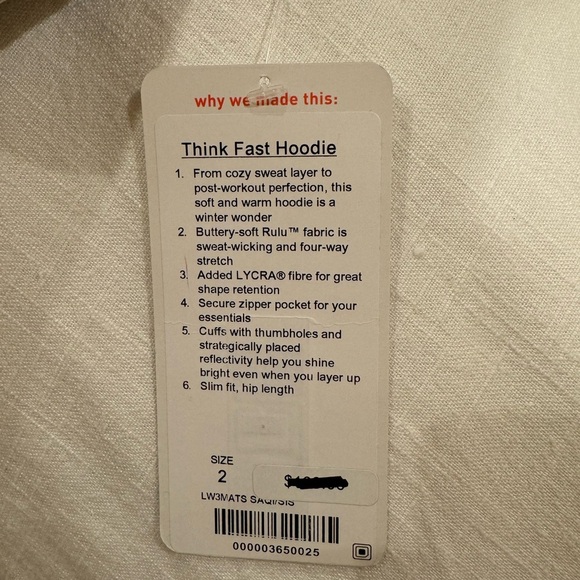 why we made this:
Think Fast Hoodie
1. From cozy sweat layer to
post-workout perfection, this
soft and warm hoodie is a
winter wonder
2. Buttery-soft Rulu™ fabric is
sweat-wicking and four-way
stretch
3. Added LYCRA® fibre for great
shape retention
4. Secure zipper pocket for your
essentials
5. Cuffs with thumbholes and
strategically placed
reflectivity help you shine
bright even when you layer up
6. Slim fit, hip length
SIZE
2
LW3MATS SAQI/SIS
000003650025